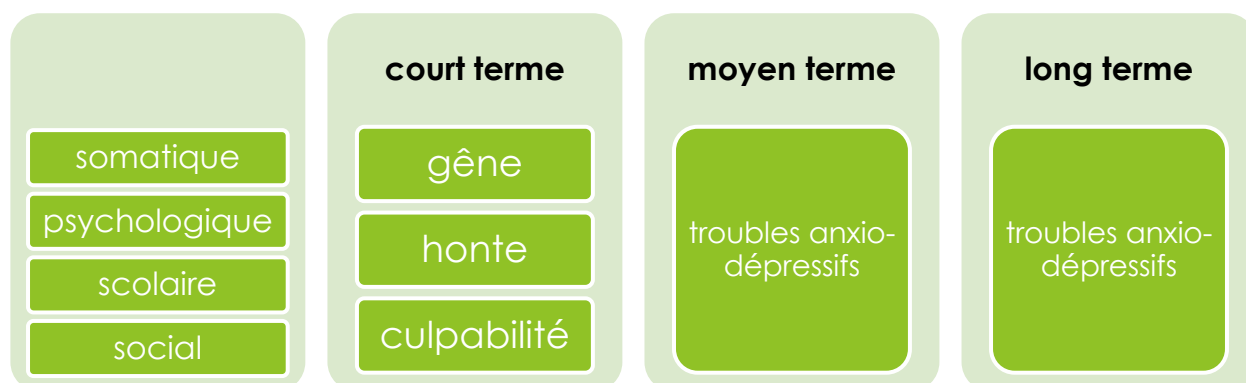 somatique
psychologique
scolaire
social
court terme
gêne
honte
culpabilité
moyen terme
troubles anxio-
dépressifs
long terme
troubles anxio-
dépressifs